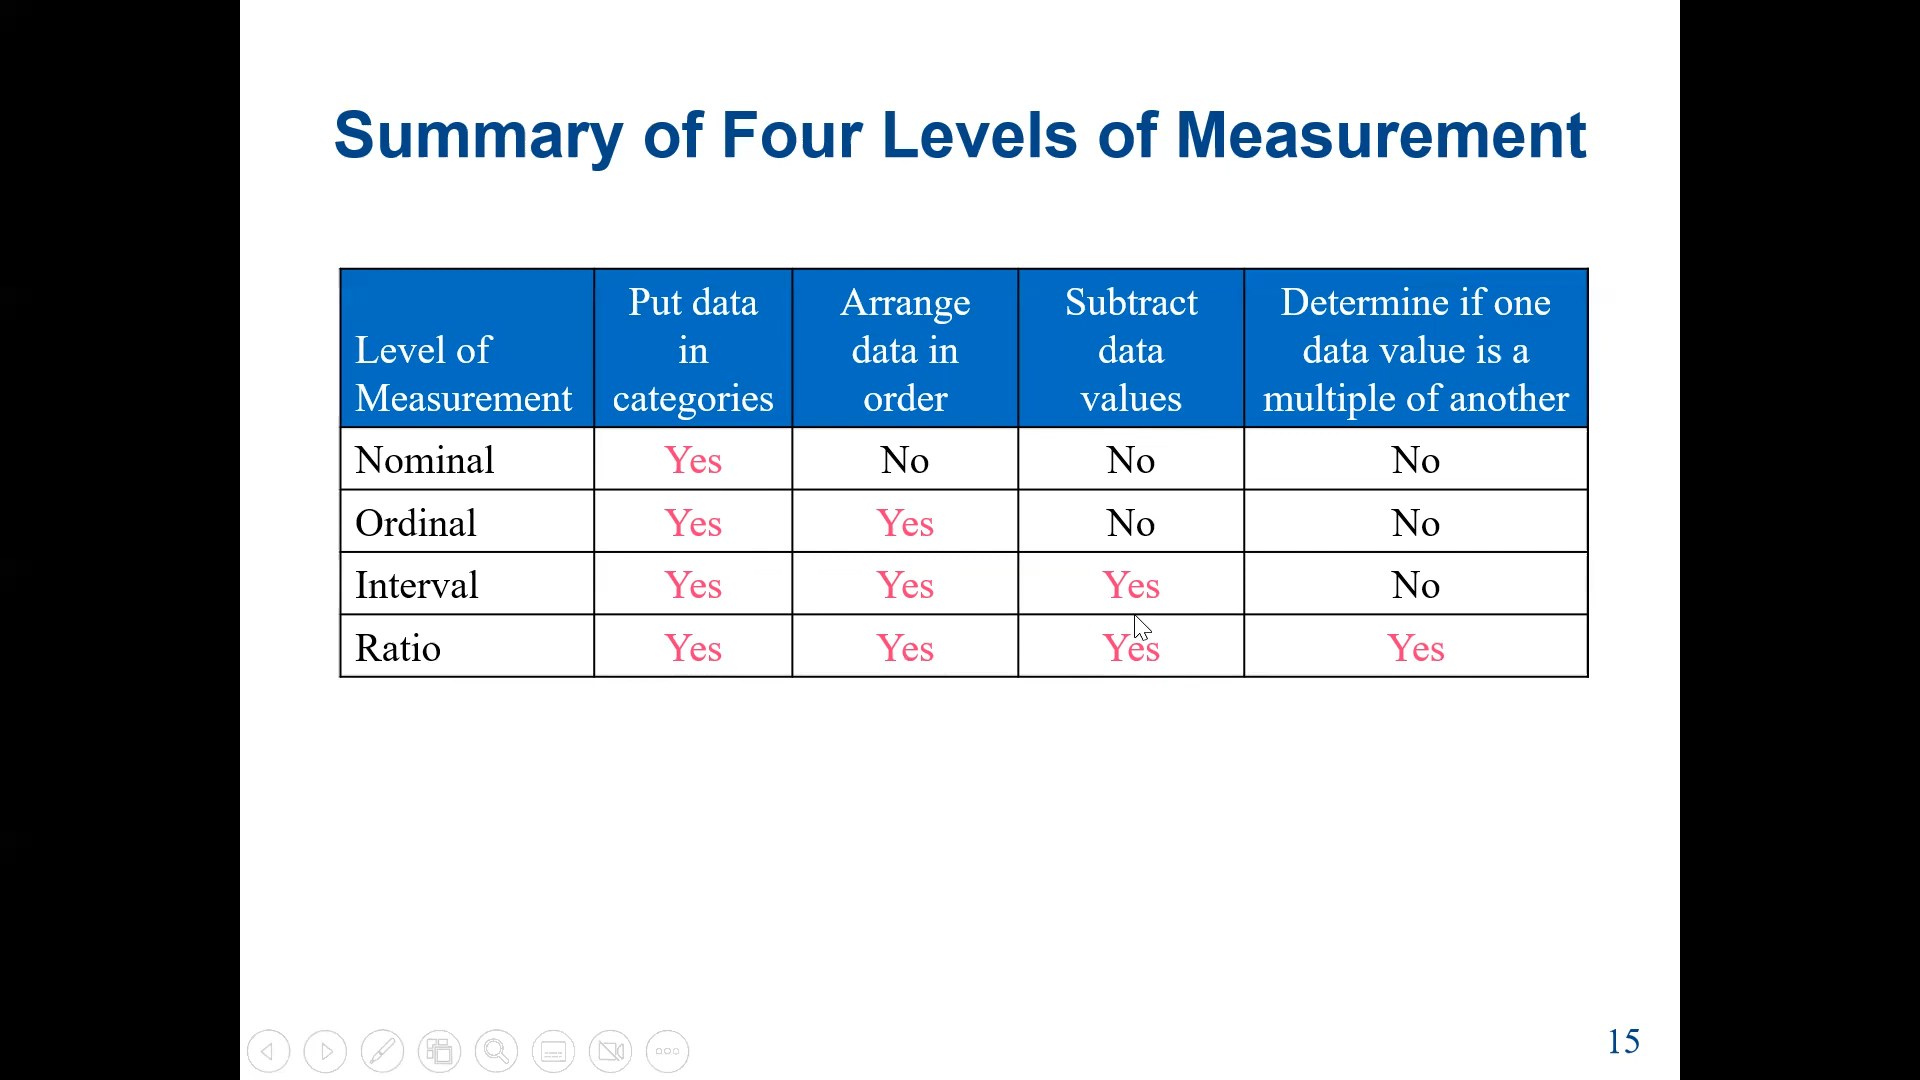 Summary of Four Levels of Measurement
Level of Measurement | Put data in categories | Arrange data in order | Subtract data values | Determine if one data value is a multiple of another
Nominal | Yes | No | No | No
Ordinal | Yes | Yes | No | No
Interval | Yes | Yes | Yes | No
Ratio | Yes | Yes | Yes | Yes
15